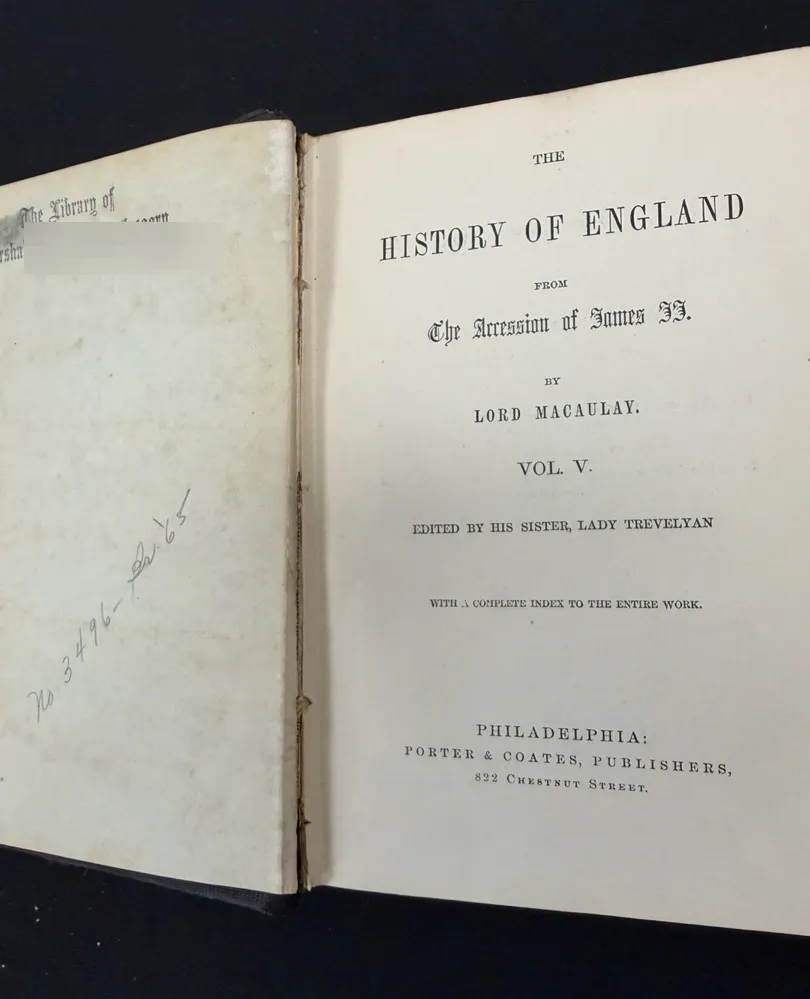 The Library of
No 3496- Pr.'65
THE
HISTORY OF ENGLAND
FROM
The Accession of James II.
BY
LORD MACAULAY.
VOL. V.
EDITED BY HIS SISTER, LADY TREVELYAN
WITH A COMPLETE INDEX TO THE ENTIRE WORK.
PHILADELPHIA:
PORTER & COATES, PUBLISHERS,
822 CHESTNUT STREET.